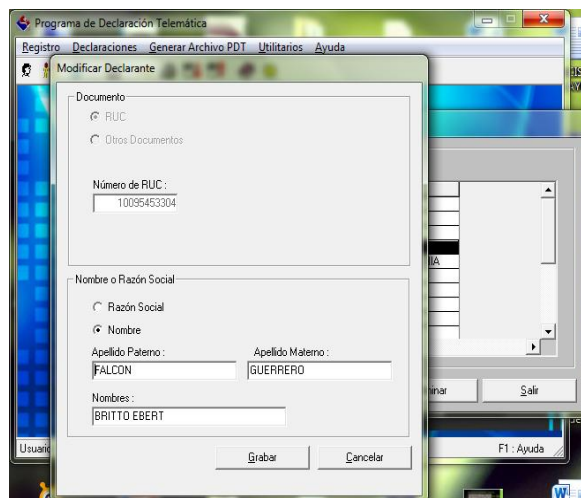 Programa de Declaración Telemática
Registro Declaraciones Generar Archivo PDT Utilitarios Ayuda
Modificar Declarante
Documento
RUC
Otros Documentos
Número de RUC :
10095453304
Nombre o Razón Social
Razón Social
Nombre
Apellido Paterno : Apellido Materno :
FALCON GUERRERO
Nombres :
BRITTO EBERT
Grabar Cancelar
Salir
F1 : Ayuda